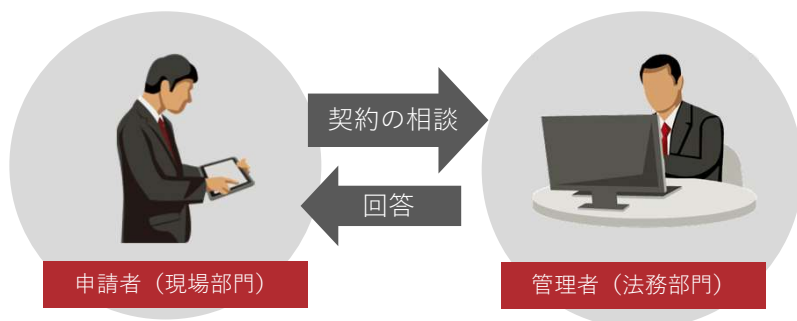 契約の相談
回答
申請者（現場部門）
管理者（法務部門）